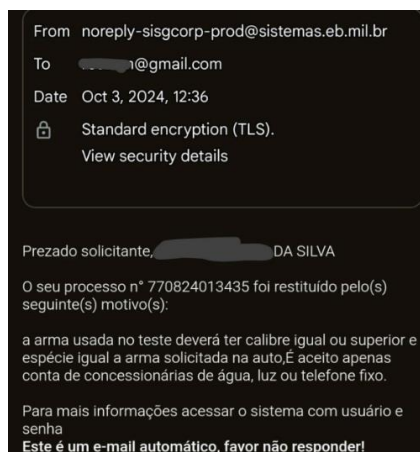 From noreply-sisgcorp-prod@sistemas.eb.mil.br
To @gmail.com
Date Oct 3, 2024, 12:36
Standard encryption (TLS).
View security details
Prezado solicitante, DA SILVA
O seu processo n° 770824013435 foi restituído pelo(s)
seguinte(s) motivo(s):
a arma usada no teste deverá ter calibre igual ou superior e
espécie igual a arma solicitada na auto,É aceito apenas
conta de concessionárias de água, luz ou telefone fixo.
Para mais informações acessar o sistema com usuário e
senha
Este é um e-mail automático, favor não responder!